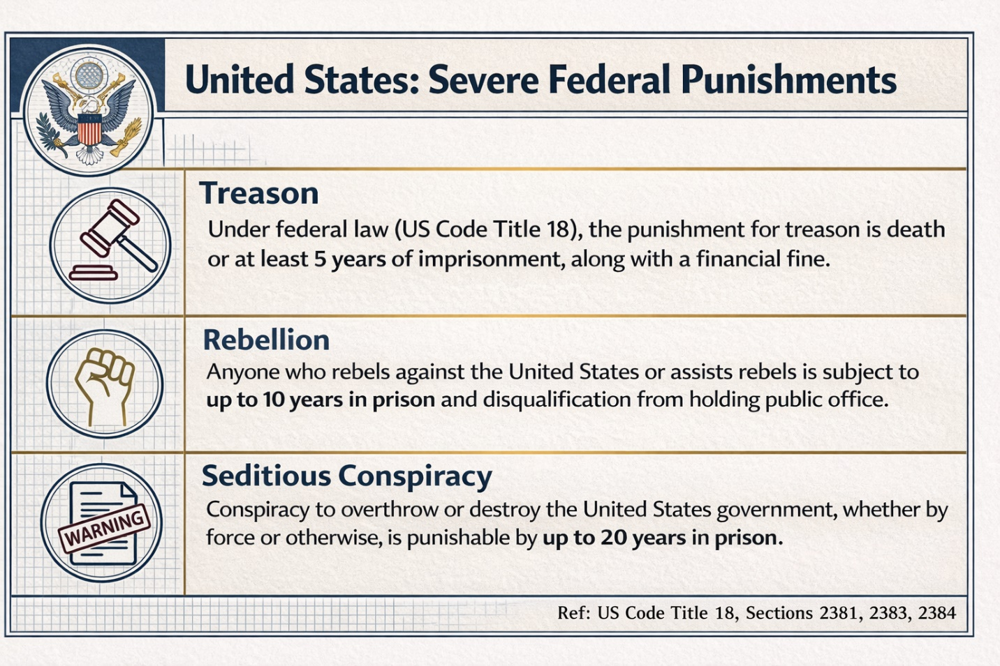 United States: Severe Federal Punishments
Treason
Under federal law (US Code Title 18), the punishment for treason is death
or at least 5 years of imprisonment, along with a financial fine.
Rebellion
Anyone who rebels against the United States or assists rebels is subject to
up to 10 years in prison and disqualification from holding public office.
Seditious Conspiracy
Conspiracy to overthrow or destroy the United States government, whether by
force or otherwise, is punishable by up to 20 years in prison.
WARNING
Ref: US Code Title 18, Sections 2381, 2383, 2384